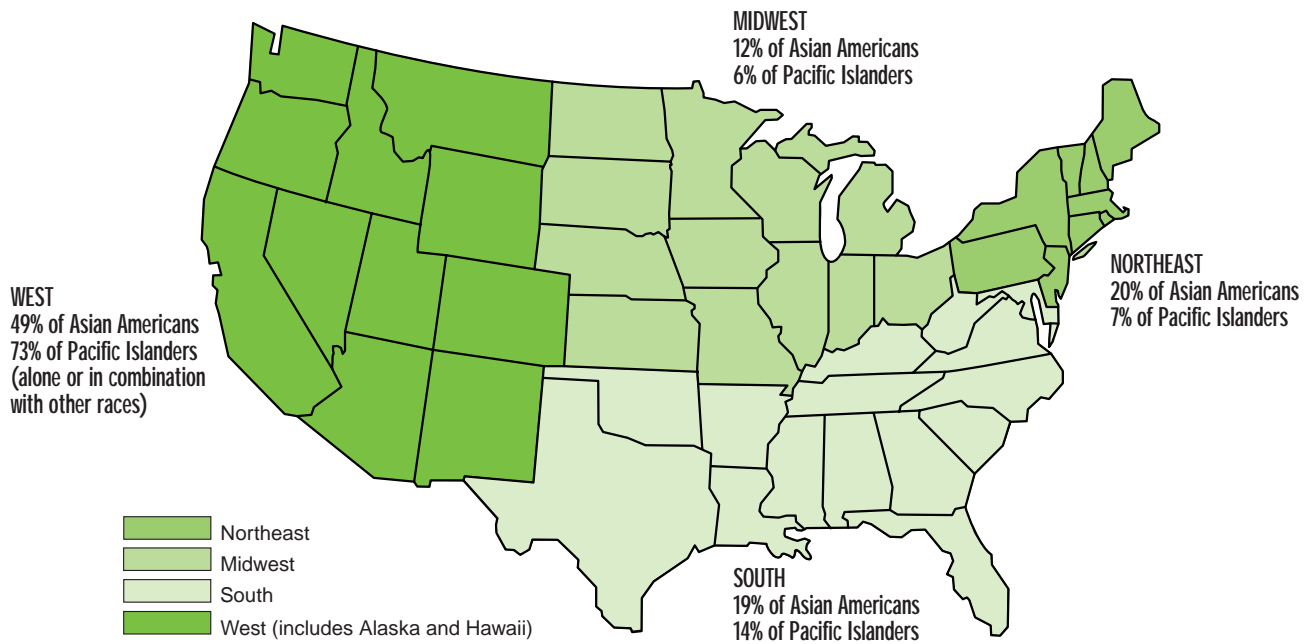 MIDWEST
12% of Asian Americans
6% of Pacific Islanders
NORTHEAST
20% of Asian Americans
7% of Pacific Islanders
WEST
49% of Asian Americans
73% of Pacific Islanders
(alone or in combination
with other races)
Northeast
Midwest
South
West (includes Alaska and Hawaii)
SOUTH
19% of Asian Americans
14% of Pacific Islanders